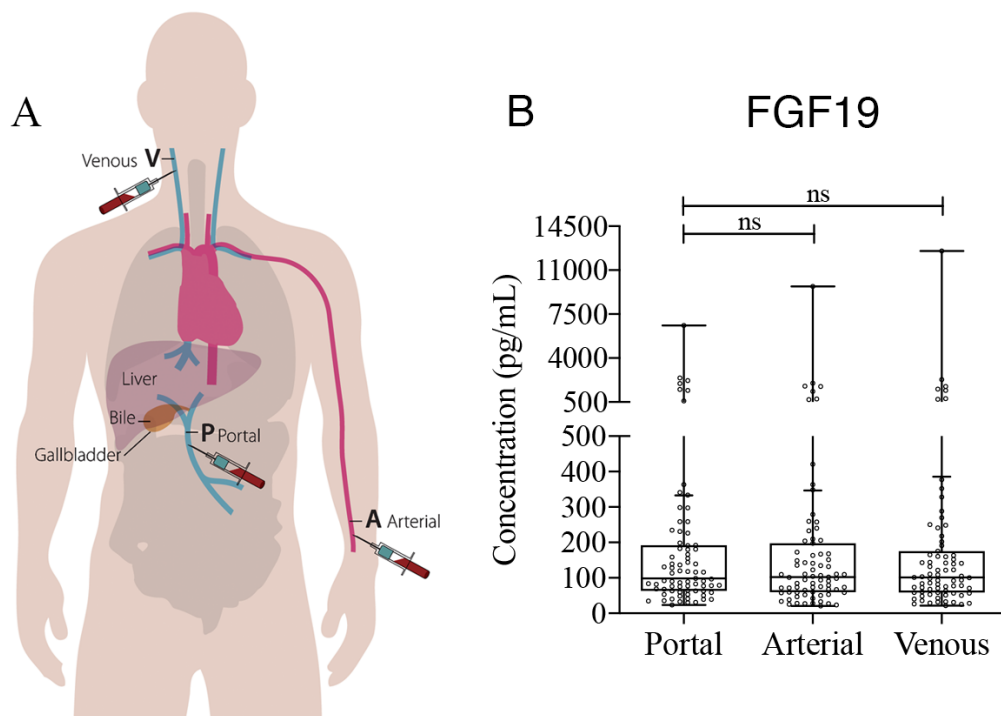 A
Venous V
Liver
Bile
Gallbladder
P Portal
A Arterial
B
FGF19
ns
ns
Concentration (pg/mL)
14500
11000
7500
4000
500
500
400
300
200
100
0
Portal Arterial Venous